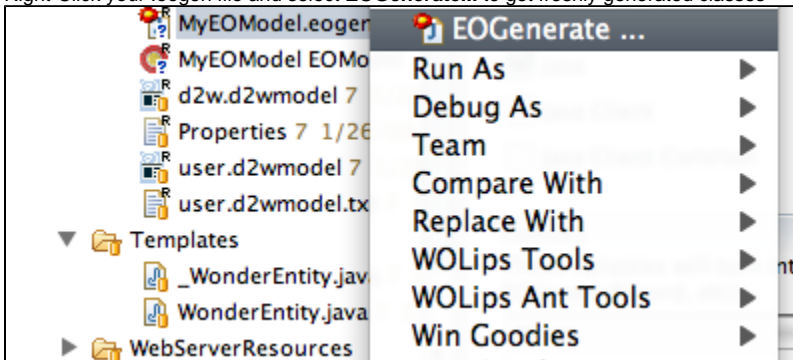 Right-Click your .eogen file and select EOGenerate... to get freshly generated classes
MyEOModel.eogen
EOGenerate ...
MyEOModel EOMo
Run As
d2w.d2wmodel 7
Debug As
Properties 7 1/26
Team
user.d2wmodel 7
Compare With
user.d2wmodel.tx
Replace With
Templates
WOLips Tools
_WonderEntity.jav
WOLips Ant Tools
WonderEntity.java
Win Goodies
WebServerResources